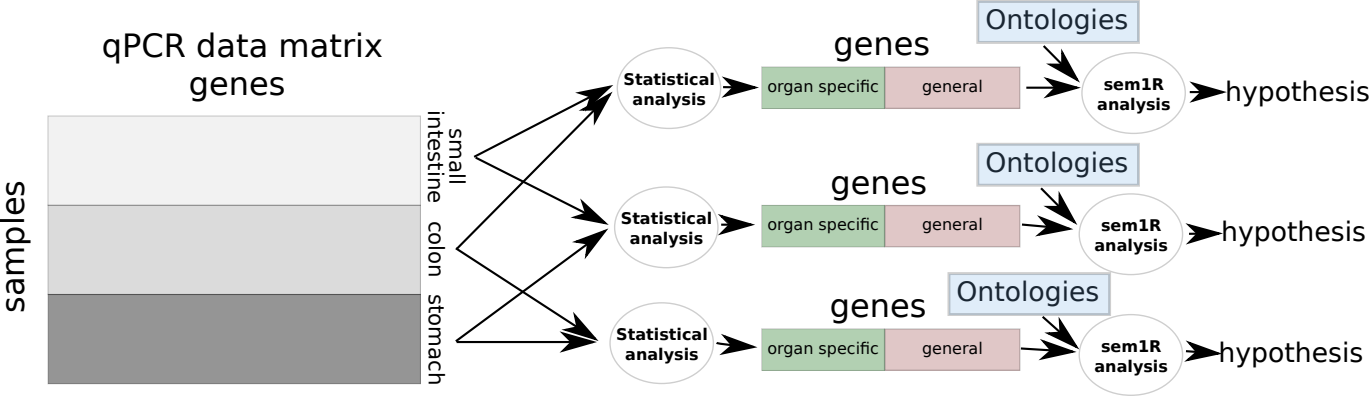 qPCR data matrix
genes
samples
small
intestine
colon
stomach
Statistical
analysis
genes
organ specific general
Ontologies
sem1R
analysis
hypothesis
Statistical
analysis
genes
organ specific general
Ontologies
sem1R
analysis
hypothesis
Statistical
analysis
genes
organ specific general
Ontologies
sem1R
analysis
hypothesis